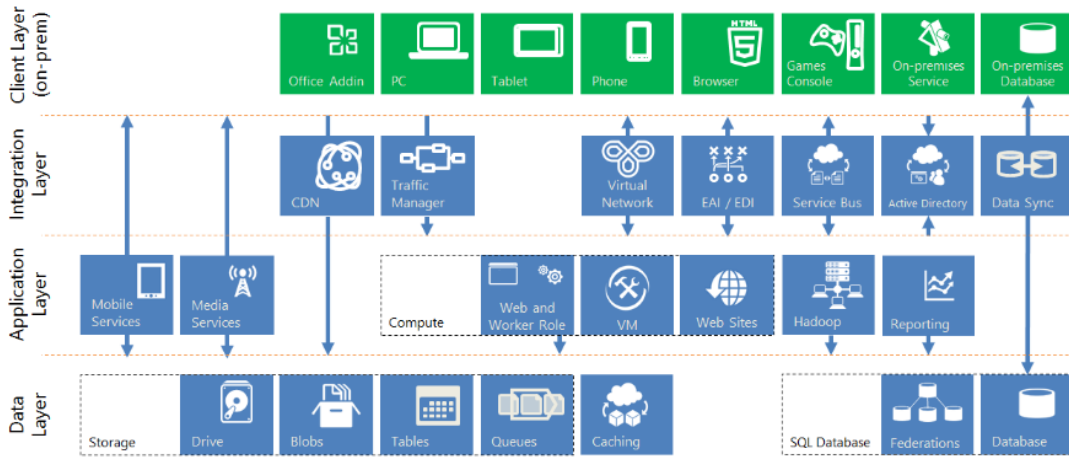 Client Layer
(on-prem)
Office Addin
PC
Tablet
Phone
HTML
5
Browser
Games
Console
On-premises
Service
On-premises
Database
Integration
Layer
CDN
Traffic
Manager
Virtual
Network
EAI / EDI
Service Bus
Active Directory
Data Sync
Application
Layer
Mobile
Services
Media
Services
Compute
Web and
Worker Role
VM
Web Sites
Hadoop
Reporting
Data
Layer
Storage
Drive
Blobs
Tables
Queues
Caching
SQL Database
Federations
Database